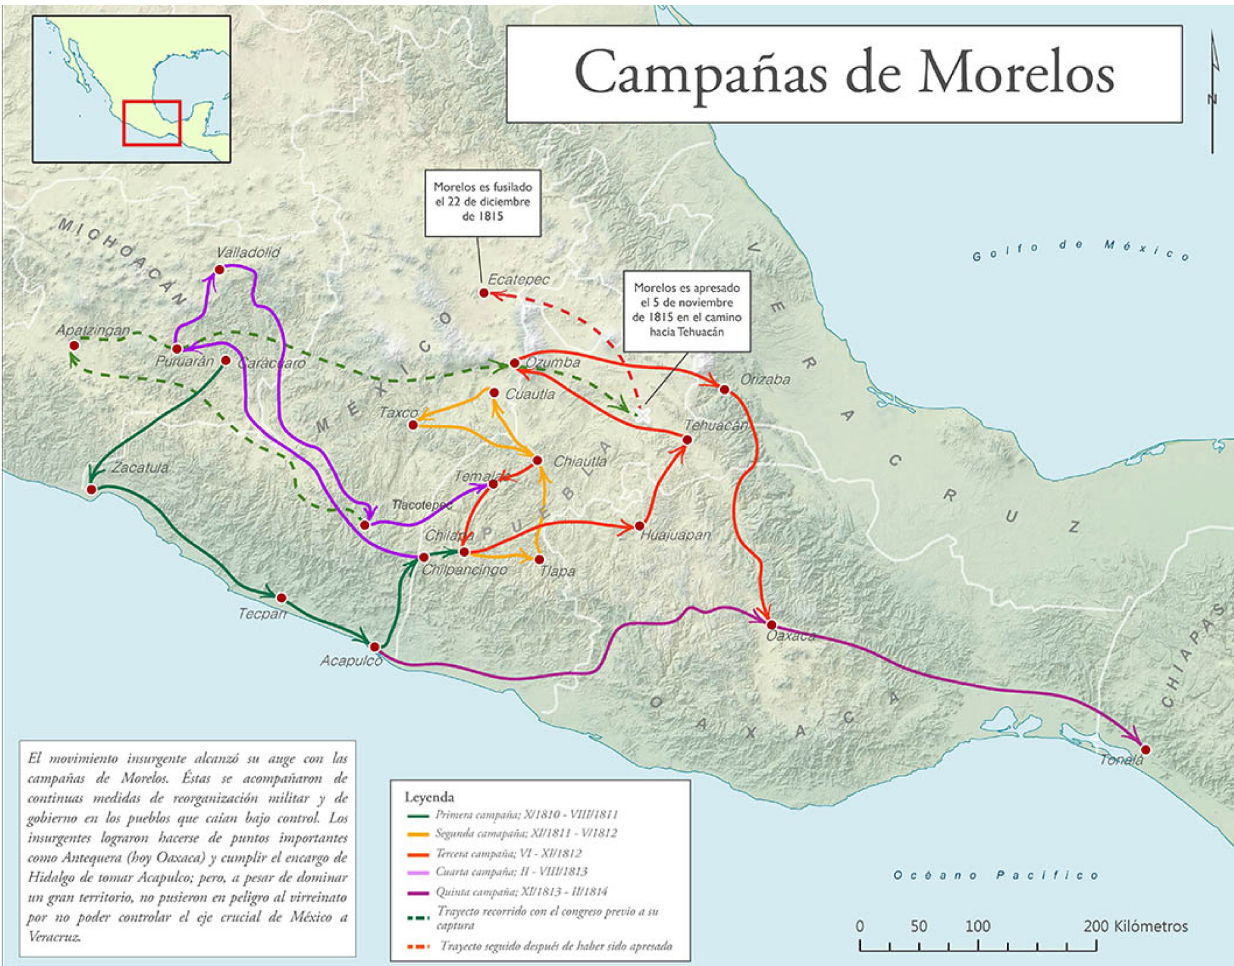 Campañas de Morelos
N
Morelos es fusilado
el 22 de diciembre
de 1815
Golfo de México
MICHOACÁN
Valladolid
VERACRUZ
Ecatepec
Morelos es apresado
el 5 de noviembre
de 1815 en el camino
hacia Tehuacán
Apatzingan
Puruarán
Carácuaro
MÉXICO
Ozumba
Orizaba
Cuautla
Taxco
Tehuacán
Zacatula
Chiautla
Temalac
PUEBLA
Tlacotepec
Chilapa
Huajuapan
Chilpancingo
Tlapa
Tecpan
Oaxaca
Acapulco
CHIAPAS
OAXACA
Tonalá
El movimiento insurgente alcanzó su auge con las
campañas de Morelos. Éstas se acompañaron de
continuas medidas de reorganización militar y de
gobierno en los pueblos que caían bajo control. Los
insurgentes lograron hacerse de puntos importantes
como Antequera (hoy Oaxaca) y cumplir el encargo de
Hidalgo de tomar Acapulco; pero, a pesar de dominar
un gran territorio, no pusieron en peligro al virreinato
por no poder controlar el eje crucial de México a
Veracruz.
Leyenda
Primera campaña; X/1810 - VIII/1811
Segunda camapaña; XI/1811 - V/1812
Tercera campaña; VI - XI/1812
Cuarta campaña; II - VIII/1813
Quinta campaña; XI/1813 - II/1814
Trayecto recorrido con el congreso previo a su
captura
Trayecto seguido después de haber sido apresado
Océano Pacífico
0 50 100 200 Kilómetros